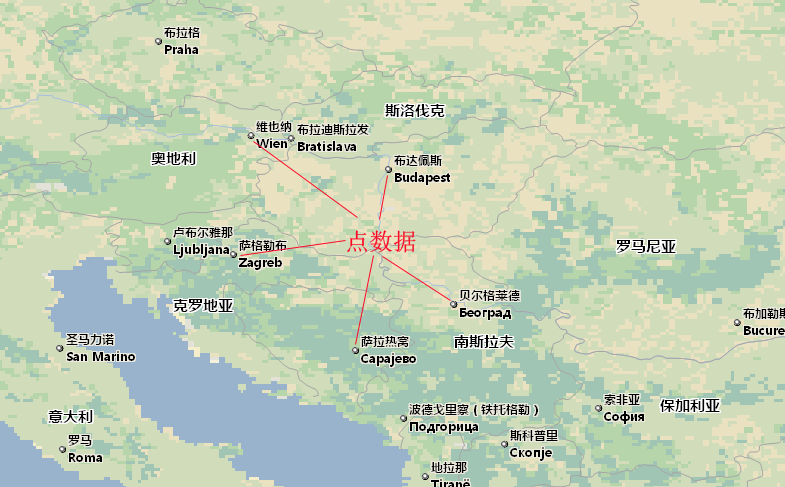 布拉格
Praha
斯洛伐克
维也纳
Wien
布拉迪斯拉发
Bratislava
奥地利
布达佩斯
Budapest
卢布尔雅那
Ljubljana
萨格勒布
Zagreb
点数据
罗马尼亚
克罗地亚
贝尔格莱德
Београд
布加勒斯
Bucure
圣马力诺
San Marino
萨拉热窝
Сарајево
南斯拉夫
意大利
波德戈里察（铁托格勒）
Подгорица
索非亚
София
保加利亚
罗马
Roma
斯科普里
Скопје
地拉那
Tiranë